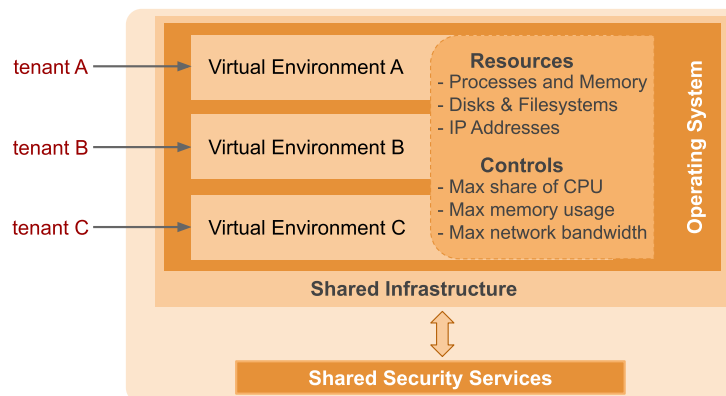 tenant A
Virtual Environment A
tenant B
Virtual Environment B
tenant C
Virtual Environment C
Resources
- Processes and Memory
- Disks & Filesystems
- IP Addresses
Controls
- Max share of CPU
- Max memory usage
- Max network bandwidth
Operating System
Shared Infrastructure
Shared Security Services